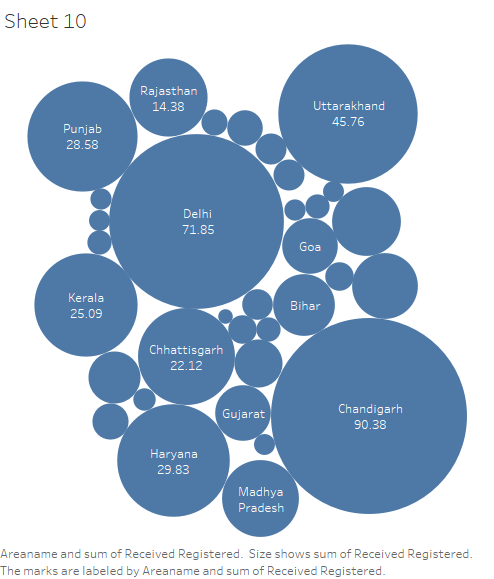 Sheet 10
Rajasthan
14.38
Uttarakhand
45.76
Punjab
28.58
Delhi
71.85
Goa
Kerala
25.09
Bihar
Chhattisgarh
22.12
Gujarat
Chandigarh
90.38
Haryana
29.83
Madhya
Pradesh
Areaname and sum of Received Registered.  Size shows sum of Received Registered.
The marks are labeled by Areaname and sum of Received Registered.